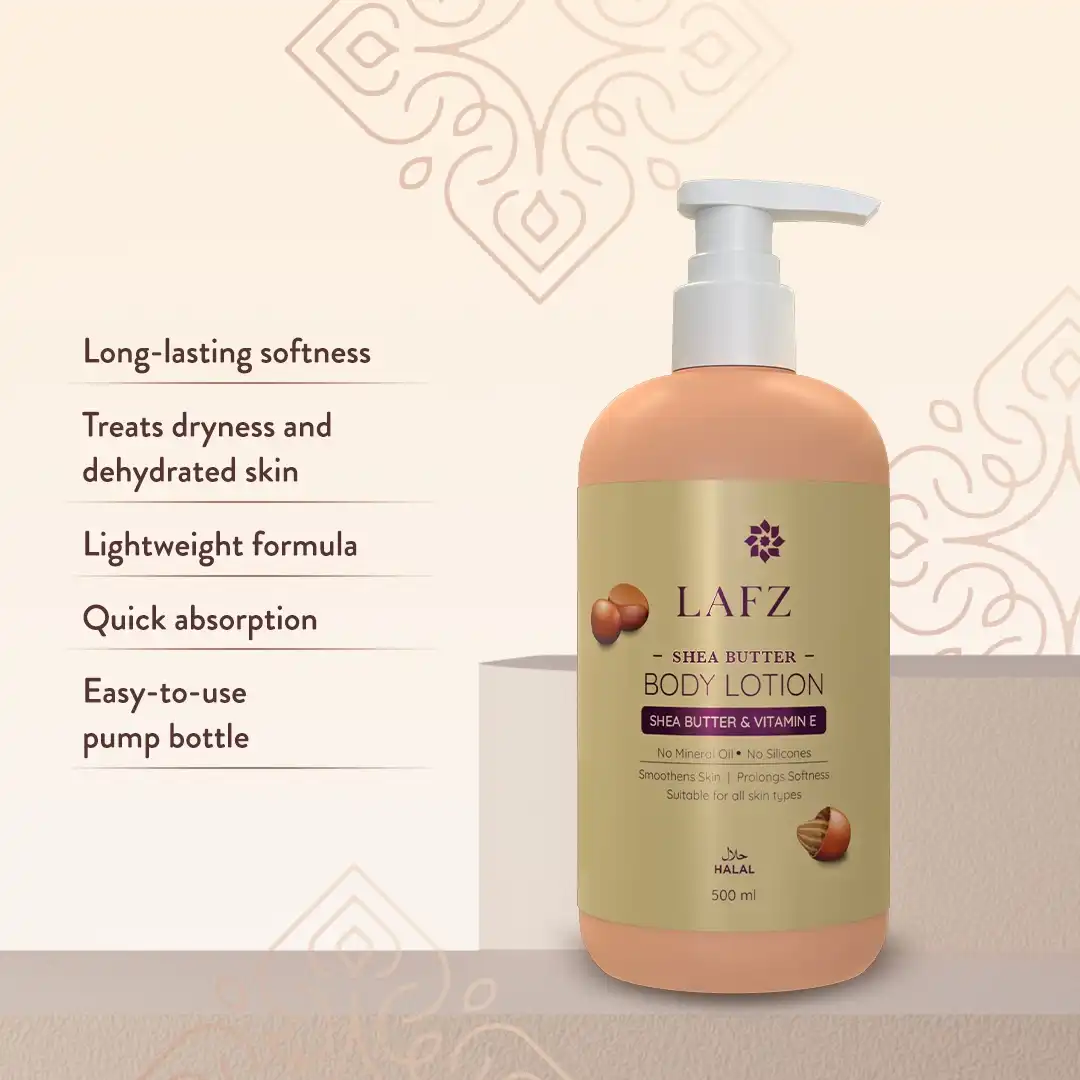 Long-lasting softness
Treats dryness and
dehydrated skin
Lightweight formula
Quick absorption
Easy-to-use
pump bottle
LAFZ
- SHEA BUTTER -
BODY LOTION
SHEA BUTTER & VITAMIN E
No Mineral Oil • No Silicones
Smoothens Skin | Prolongs Softness
Suitable for all skin types
حلال
HALAL
500 ml